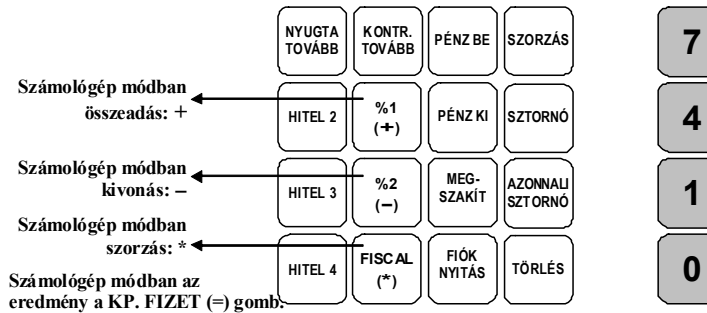 NYUGTA TOVÁBB
KONTR. TOVÁBB
PÉNZ BE
SZORZÁS
7
Számológép módban
összeadás: +
HITEL 2
%1
(+)
PÉNZ KI
SZTORNÓ
4
Számológép módban
kivonás: –
HITEL 3
%2
(–)
MEG-
SZAKÍT
AZONNALI
SZTORNÓ
1
Számológép módban
szorzás: *
HITEL 4
FISCAL
(*)
FIÓK
NYITÁS
TÖRLÉS
0
Számológép módban az
eredmény a KP. FIZET (=) gomb.